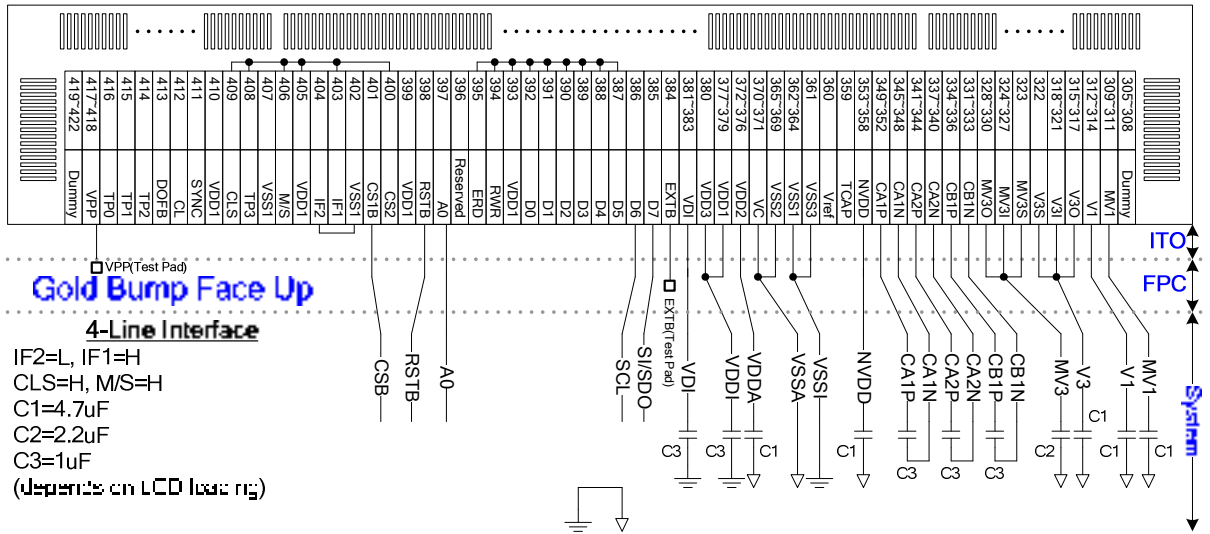 419~422 417~418 416 415 414 413 412 411 410 409 408 407 406 405 404 403 402 401 400 399 398 397 396 395 394 393 392 391 390 389 388 387 386 385 384 381~383 380 377~379 372~376 370~371 365~369 362~364 361 360 359 353~358 349~352 345~348 341~344 337~340 334~336 331~333 328~330 324~327 323 322 318~321 315~317 312~314 309~311 305~308
Dummy VPP TP0 TP1 TP2 DOFB CL SYNC VDD1 CLS TP3 VSS1 M/S VDD1 IF2 IF1 VSS1 CS1B CS2 VDD1 RSTB A0 Reserved ERD RWR VDD1 D0 D1 D2 D3 D4 D5 D6 D7 EXTB VDI VDD3 VDD1 VDD2 VC VSS2 VSS1 VSS3 Vref TCAP NVDD CA1P CA1N CA2P CA2N CB1P CB1N MV3O MV3I MV3S V3S V3I V3O V1 MV1 Dummy
ITO
VPP(Test Pad)
Gold Bump Face Up
FPC
EXTB(Test Pad)
4-Line Interface
IF2=L, IF1=H
CLS=H, M/S=H
C1=4.7uF
C2=2.2uF
C3=1uF
(depends on LCD loading)
CSB RSTB A0 SCL SI/SDO VDI VDDI VDDA VSSA VSSI NVDD CA1P CA1N CA2P CA2N CB1P CB1N MV3 V3 V1 MV1
System
C1
C3 C3 C1 C1 C2 C1 C1
C3 C3 C3